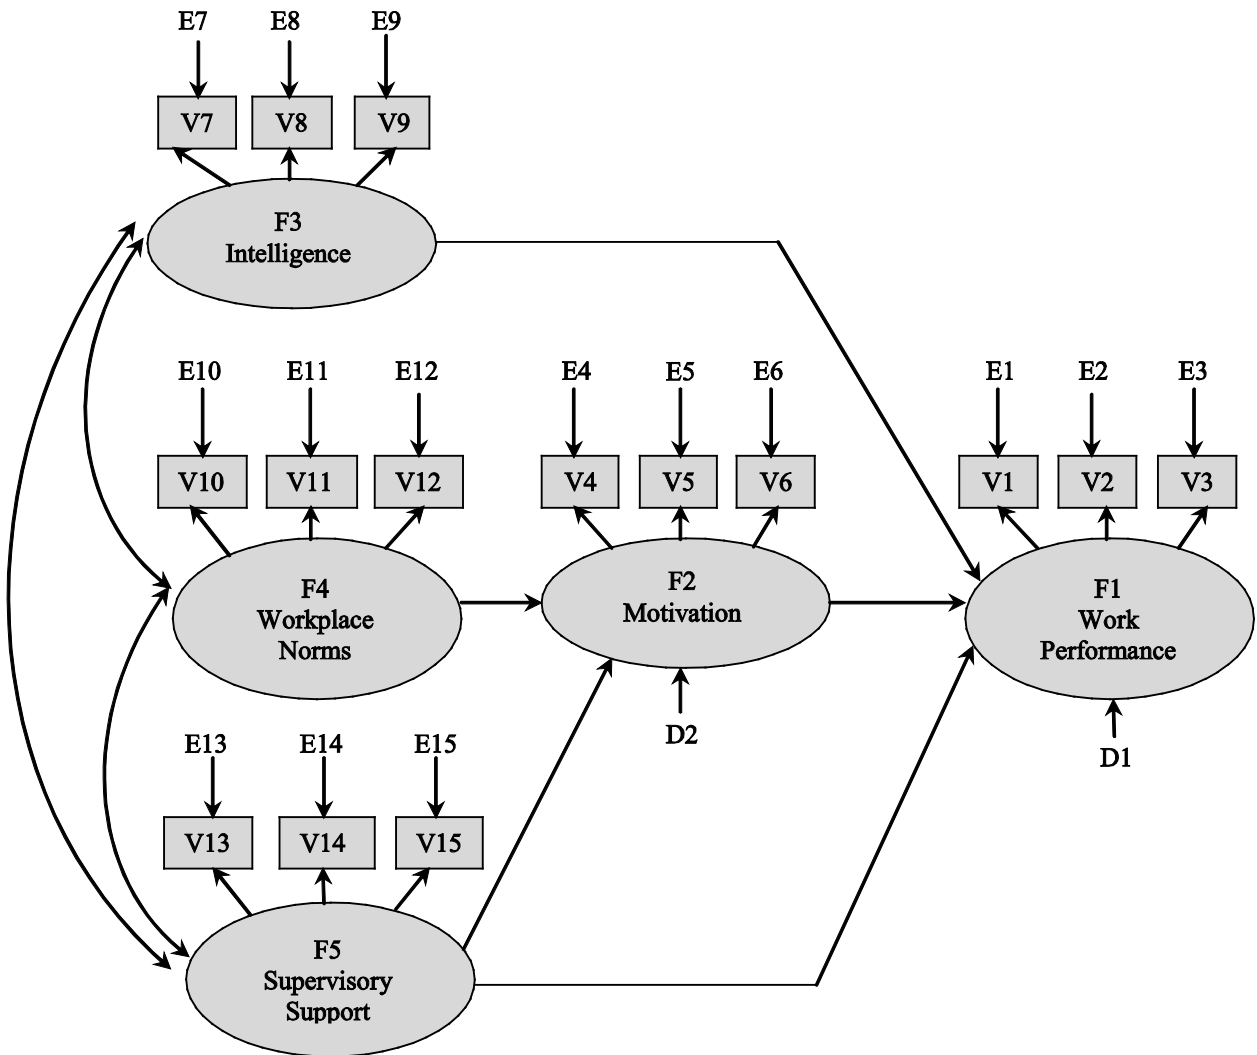 E7 E8 E9
V7 V8 V9
F3
Intelligence
E10 E11 E12 E4 E5 E6 E1 E2 E3
V10 V11 V12 V4 V5 V6 V1 V2 V3
F4
Workplace
Norms
F2
Motivation
F1
Work
Performance
D2
D1
E13 E14 E15
V13 V14 V15
F5
Supervisory
Support